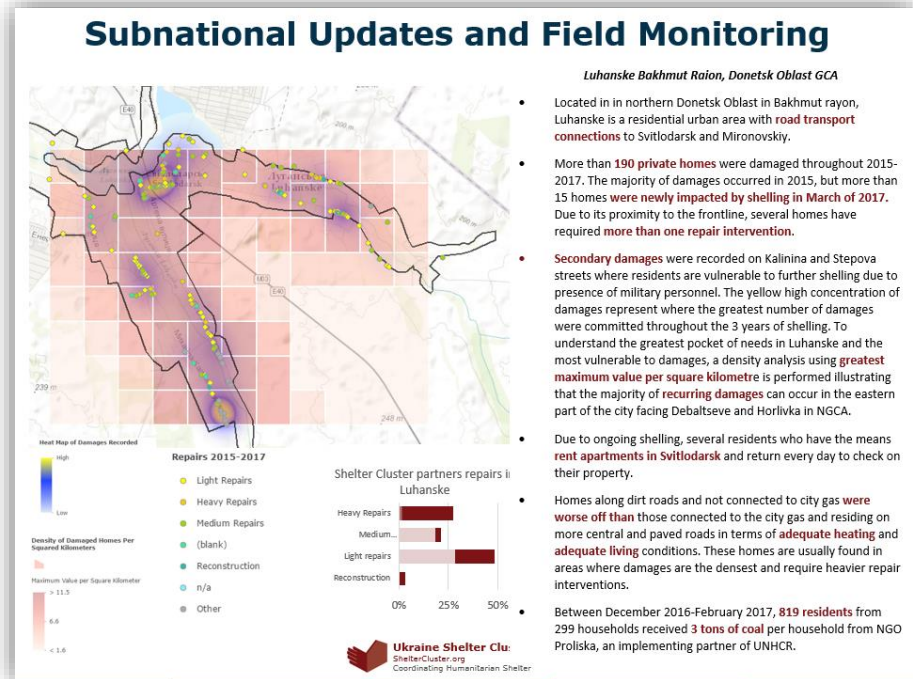 Subnational Updates and Field Monitoring
Luhanske Bakhmut Raion, Donetsk Oblast GCA
• Located in in northern Donetsk Oblast in Bakhmut rayon,
Luhanske is a residential urban area with road transport
connections to Svitlodarsk and Mironovskiy.
• More than 190 private homes were damaged throughout 2015-
2017. The majority of damages occurred in 2015, but more than
15 homes were newly impacted by shelling in March of 2017.
Due to its proximity to the frontline, several homes have
required more than one repair intervention.
• Secondary damages were recorded on Kalinina and Stepova
streets where residents are vulnerable to further shelling due to
presence of military personnel. The yellow high concentration of
damages represent where the greatest number of damages
were committed throughout the 3 years of shelling. To
understand the greatest pocket of needs in Luhanske and the
most vulnerable to damages, a density analysis using greatest
maximum value per square kilometre is performed illustrating
that the majority of recurring damages can occur in the eastern
part of the city facing Debaltseve and Horlivka in NGCA.
• Due to ongoing shelling, several residents who have the means
rent apartments in Svitlodarsk and return every day to check on
their property.
• Homes along dirt roads and not connected to city gas were
worse off than those connected to the city gas and residing on
more central and paved roads in terms of adequate heating and
adequate living conditions. These homes are usually found in
areas where damages are the densest and require heavier repair
interventions.
• Between December 2016-February 2017, 819 residents from
299 households received 3 tons of coal per household from NGO
Proliska, an implementing partner of UNHCR.
E40
200 m
Luhanske
200 m
M03
E40
239 m
248 m
Heat Map of Damages Recorded
High
Low
Density of Damaged Homes Per
Squared Kilometers
Maximum Value per Square Kilometer
> 11.5
6.6
< 1.6
Repairs 2015-2017
Light Repairs
Heavy Repairs
Medium Repairs
(blank)
Reconstruction
n/a
Other
Shelter Cluster partners repairs in
Luhanske
Heavy Repairs
Medium...
Light repairs
Reconstruction
0% 25% 50%
Ukraine Shelter Clu
ShelterCluster.org
Coordinating Humanitarian Shelter